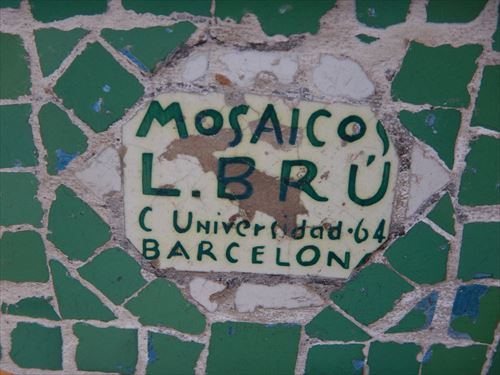 MOSAICOS
L. BRÚ
C UNIVERSIDAD·64
BARCELONA